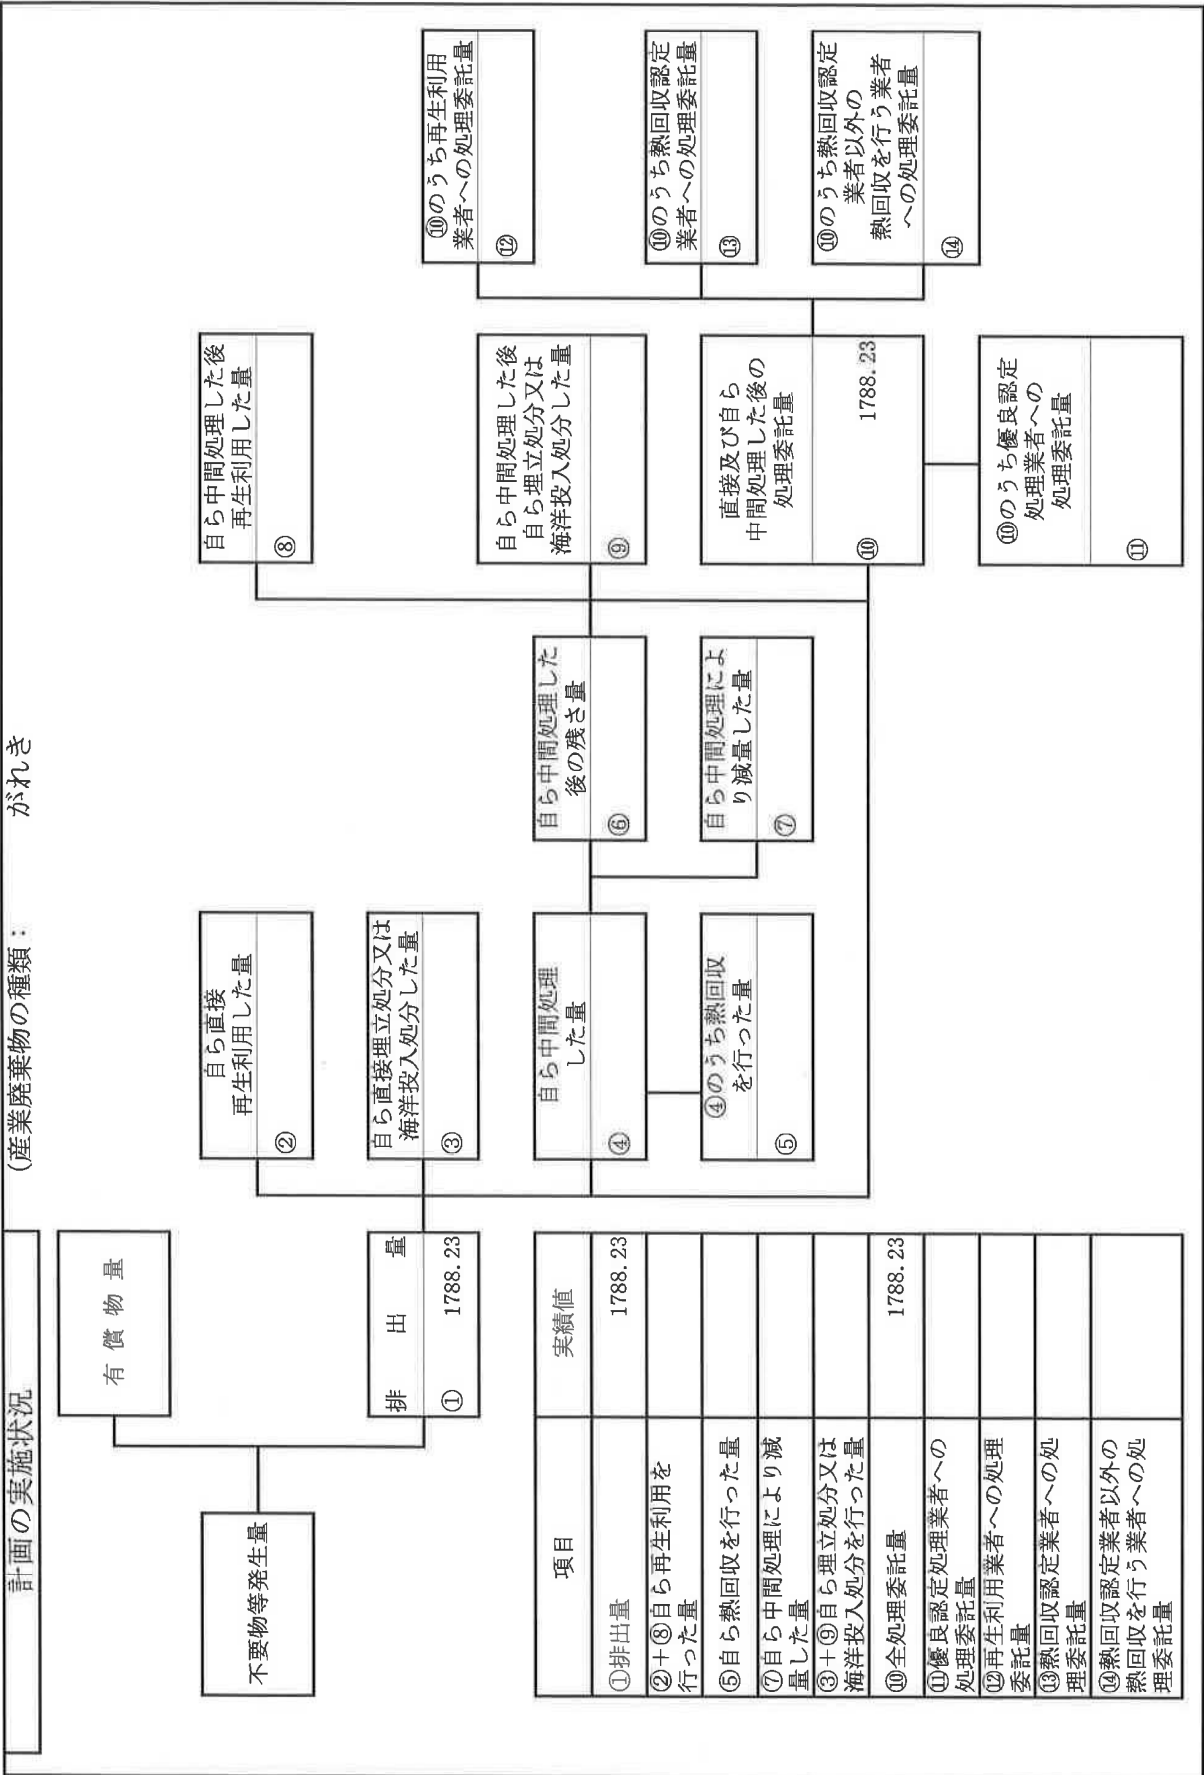 計画の実施状況
(産業廃棄物の種類： がれき
不要物等発生量
有償物量
排出量
① 1788.23
自ら直接
再生利用した量
②
自ら直接埋立処分又は
海洋投入処分した量
③
自ら中間処理
した量
④
④のうち熱回収
を行った量
⑤
自ら中間処理した
後の残さ量
⑥
自ら中間処理によ
り減量した量
⑦
自ら中間処理した後
再生利用した量
⑧
自ら中間処理した後
自ら埋立処分又は
海洋投入処分した量
⑨
直接及び自ら
中間処理した後の
処理委託量
⑩ 1788.23
⑩のうち優良認定
処理業者への
処理委託量
⑪
⑩のうち再生利用
業者への処理委託量
⑫
⑩のうち熱回収認定
業者への処理委託量
⑬
⑩のうち熱回収認定
業者以外の
熱回収を行う業者
への処理委託量
⑭
項目 実績値
①排出量 1788.23
②＋⑧自ら再生利用を
行った量
⑤自ら熱回収を行った量
⑦自ら中間処理により減
量した量
③＋⑨自ら埋立処分又は
海洋投入処分を行った量
⑩全処理委託量 1788.23
⑪優良認定処理業者への
処理委託量
⑫再生利用業者への処理
委託量
⑬熱回収認定業者への処
理委託量
⑭熱回収認定業者以外の
熱回収を行う業者への処
理委託量